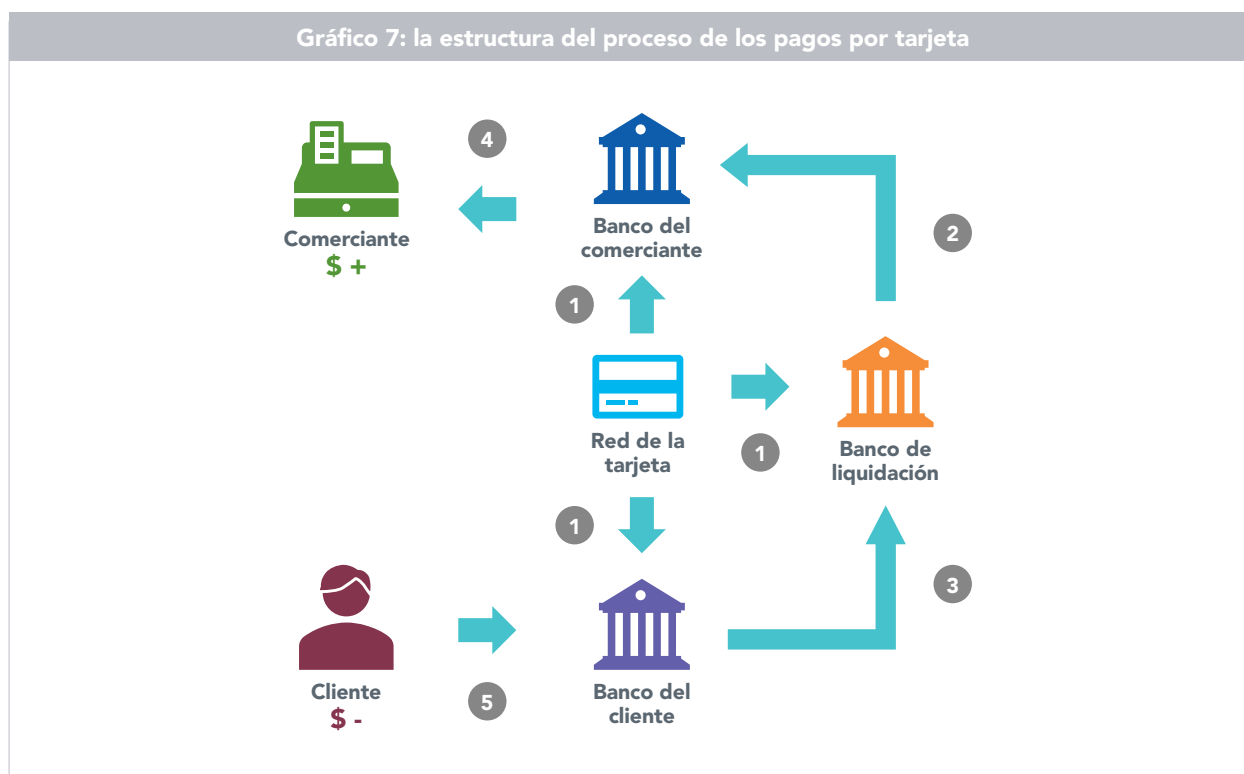 Gráfico 7: la estructura del proceso de los pagos por tarjeta
4
Comerciante
$ +
Banco del
comerciante
2
1
Red de la
tarjeta
1
Banco de
liquidación
1
3
Cliente
$ -
5
Banco del
cliente